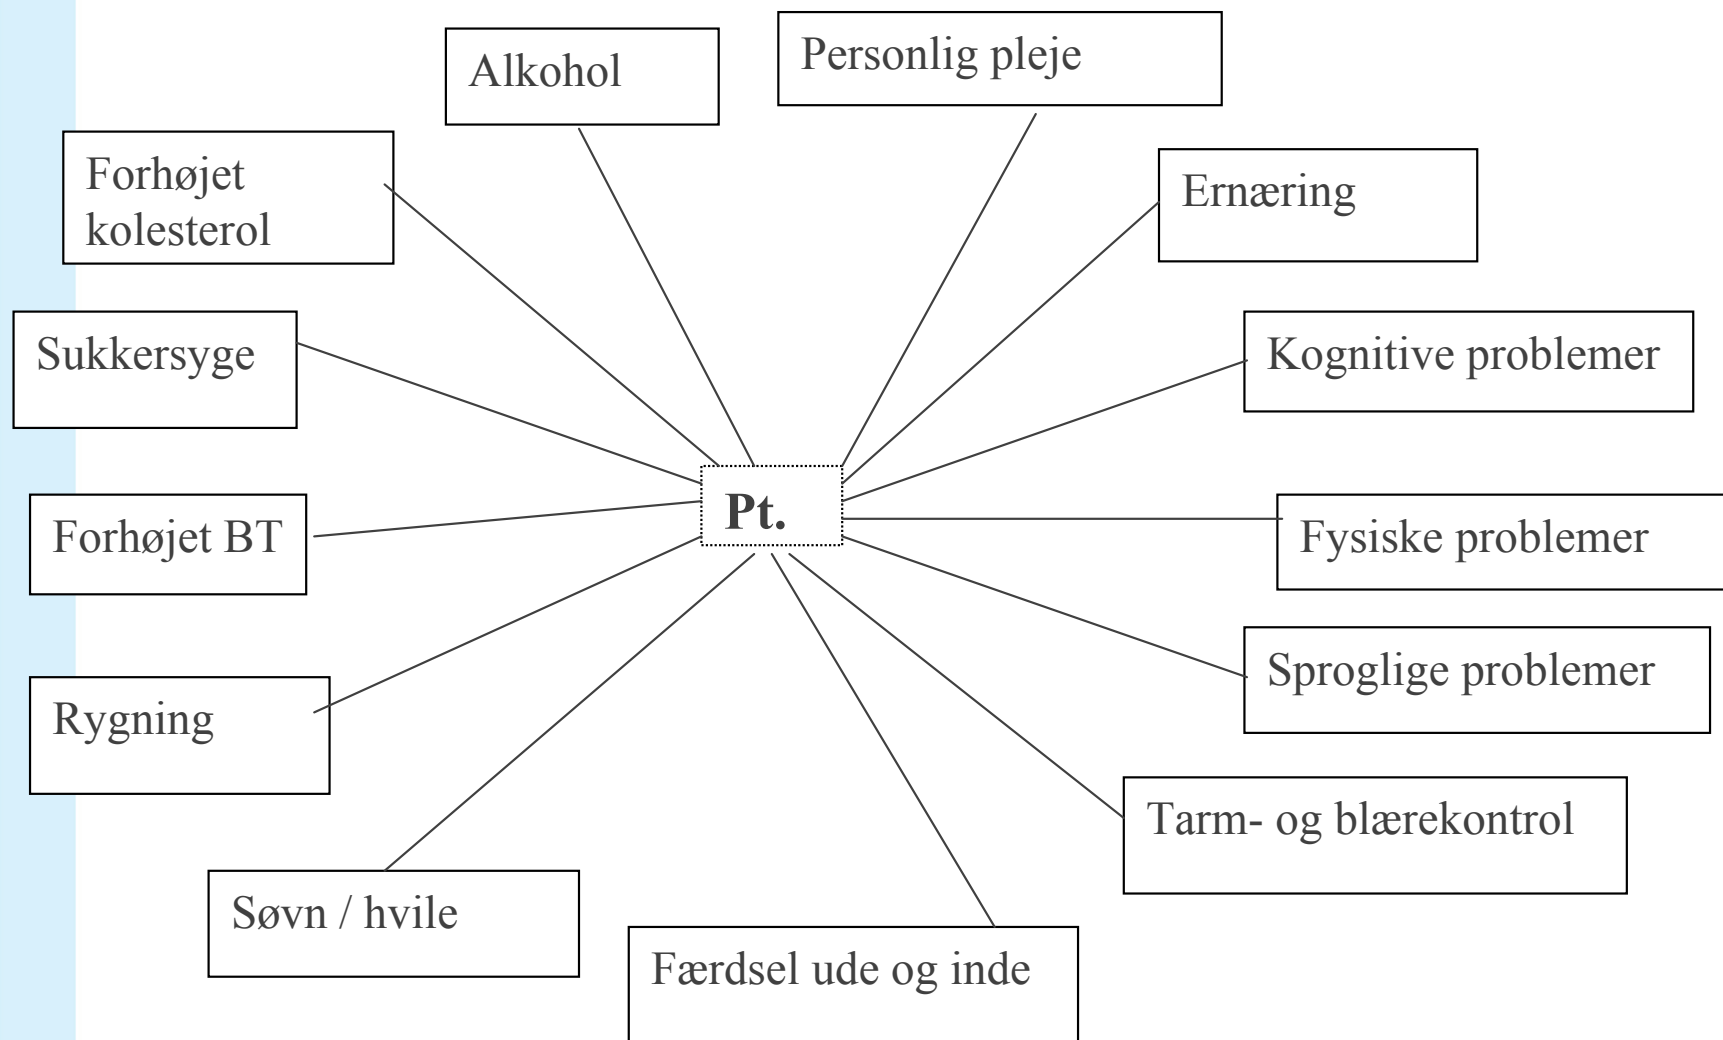 Alkohol
Personlig pleje
Forhøjet
kolesterol
Ernæring
Sukkersyge
Kognitive problemer
Pt.
Forhøjet BT
Fysiske problemer
Sproglige problemer
Rygning
Tarm- og blærekontrol
Søvn / hvile
Færdsel ude og inde